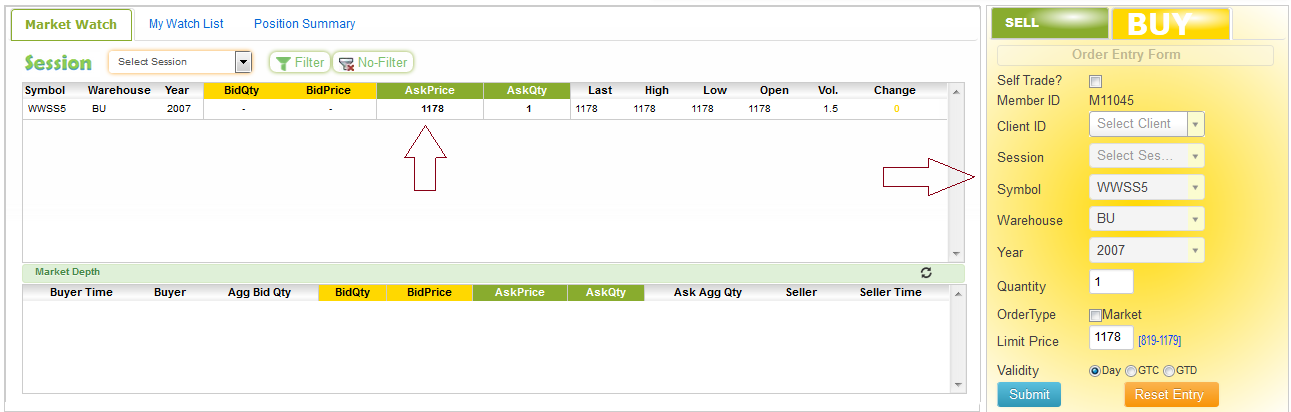 Market Watch My Watch List Position Summary
Session Select Session Filter No-Filter
Symbol Warehouse Year BidQty BidPrice AskPrice AskQty Last High Low Open Vol. Change
WWSS5 BU 2007 - - 1178 1 1178 1178 1178 1178 1.5 0
Market Depth
Buyer Time Buyer Agg Bid Qty BidQty BidPrice AskPrice AskQty Ask Agg Qty Seller Seller Time
SELL BUY
Order Entry Form
Self Trade?
Member ID M11045
Client ID Select Client
Session Select Ses...
Symbol WWSS5
Warehouse BU
Year 2007
Quantity 1
OrderType Market
Limit Price 1178 [819-1179]
Validity Day GTC GTD
Submit Reset Entry